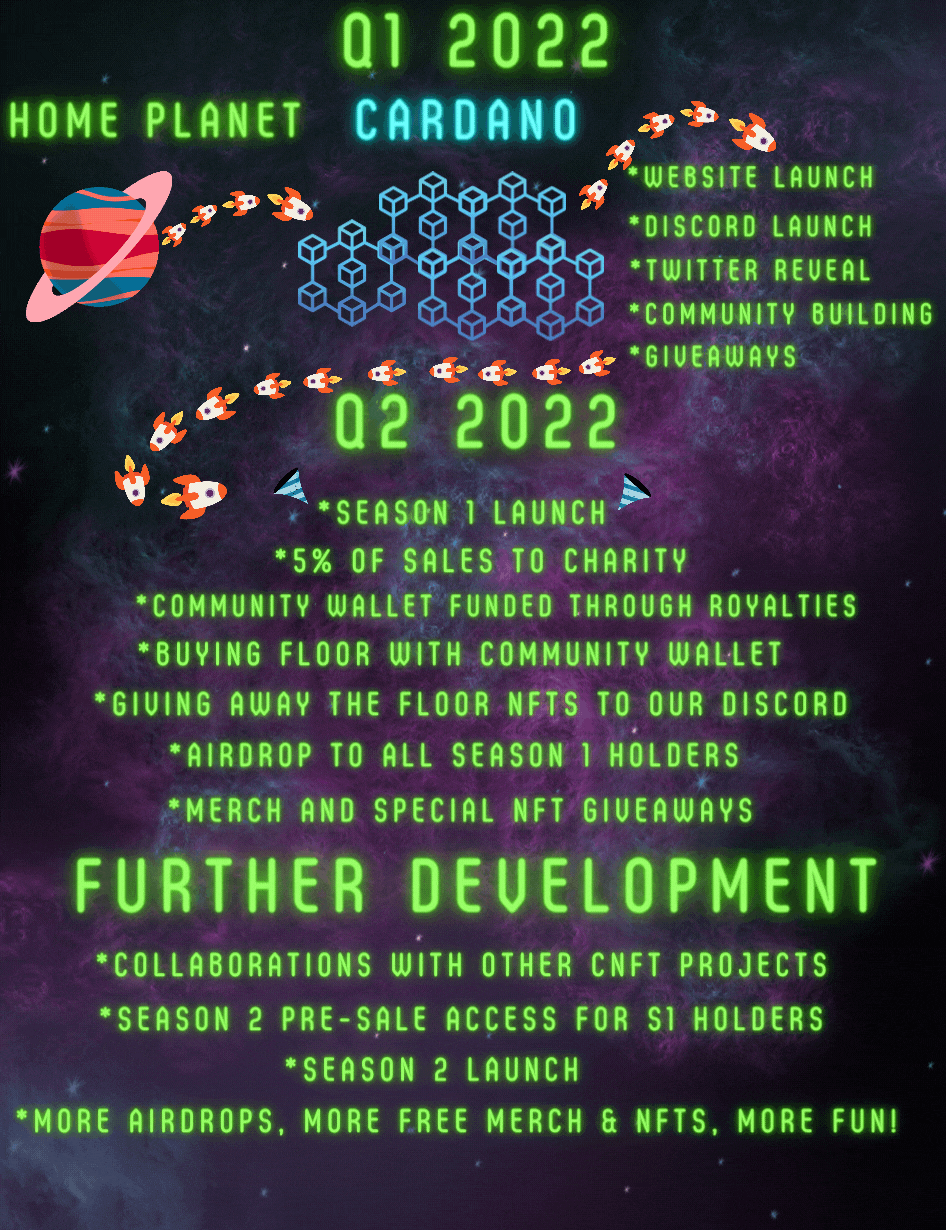 Q1 2022
HOME PLANET
CARDANO
*WEBSITE LAUNCH
*DISCORD LAUNCH
*TWITTER REVEAL
*COMMUNITY BUILDING
*GIVEAWAYS
Q2 2022
*SEASON 1 LAUNCH
*5% OF SALES TO CHARITY
*COMMUNITY WALLET FUNDED THROUGH ROYALTIES
*BUYING FLOOR WITH COMMUNITY WALLET
*GIVING AWAY THE FLOOR NFTS TO OUR DISCORD
*AIRDROP TO ALL SEASON 1 HOLDERS
*MERCH AND SPECIAL NFT GIVEAWAYS
FURTHER DEVELOPMENT
*COLLABORATIONS WITH OTHER CNFT PROJECTS
*SEASON 2 PRE-SALE ACCESS FOR S1 HOLDERS
*SEASON 2 LAUNCH
*MORE AIRDROPS, MORE FREE MERCH & NFTS, MORE FUN!